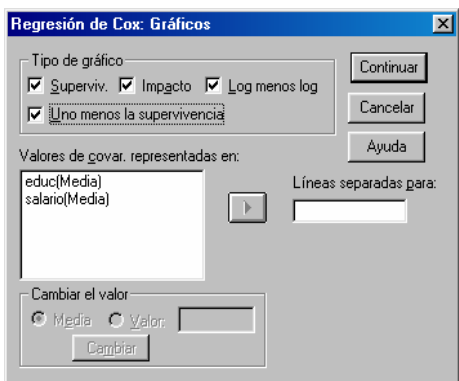 Regresión de Cox: Gráficos
Tipo de gráfico
Superviv. Impacto Log menos log
Uno menos la supervivencia
Continuar
Cancelar
Ayuda
Valores de covar. representadas en:
educ(Media)
salario(Media)
Líneas separadas para:
Cambiar el valor
Media Valor:
Cambiar